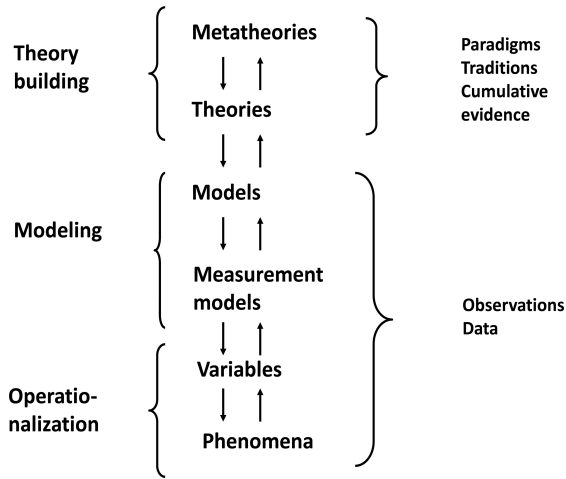 Theory
building
Metatheories
Theories
Paradigms
Traditions
Cumulative
evidence
Modeling
Models
Measurement
models
Observations
Data
Operatio-
nalization
Variables
Phenomena